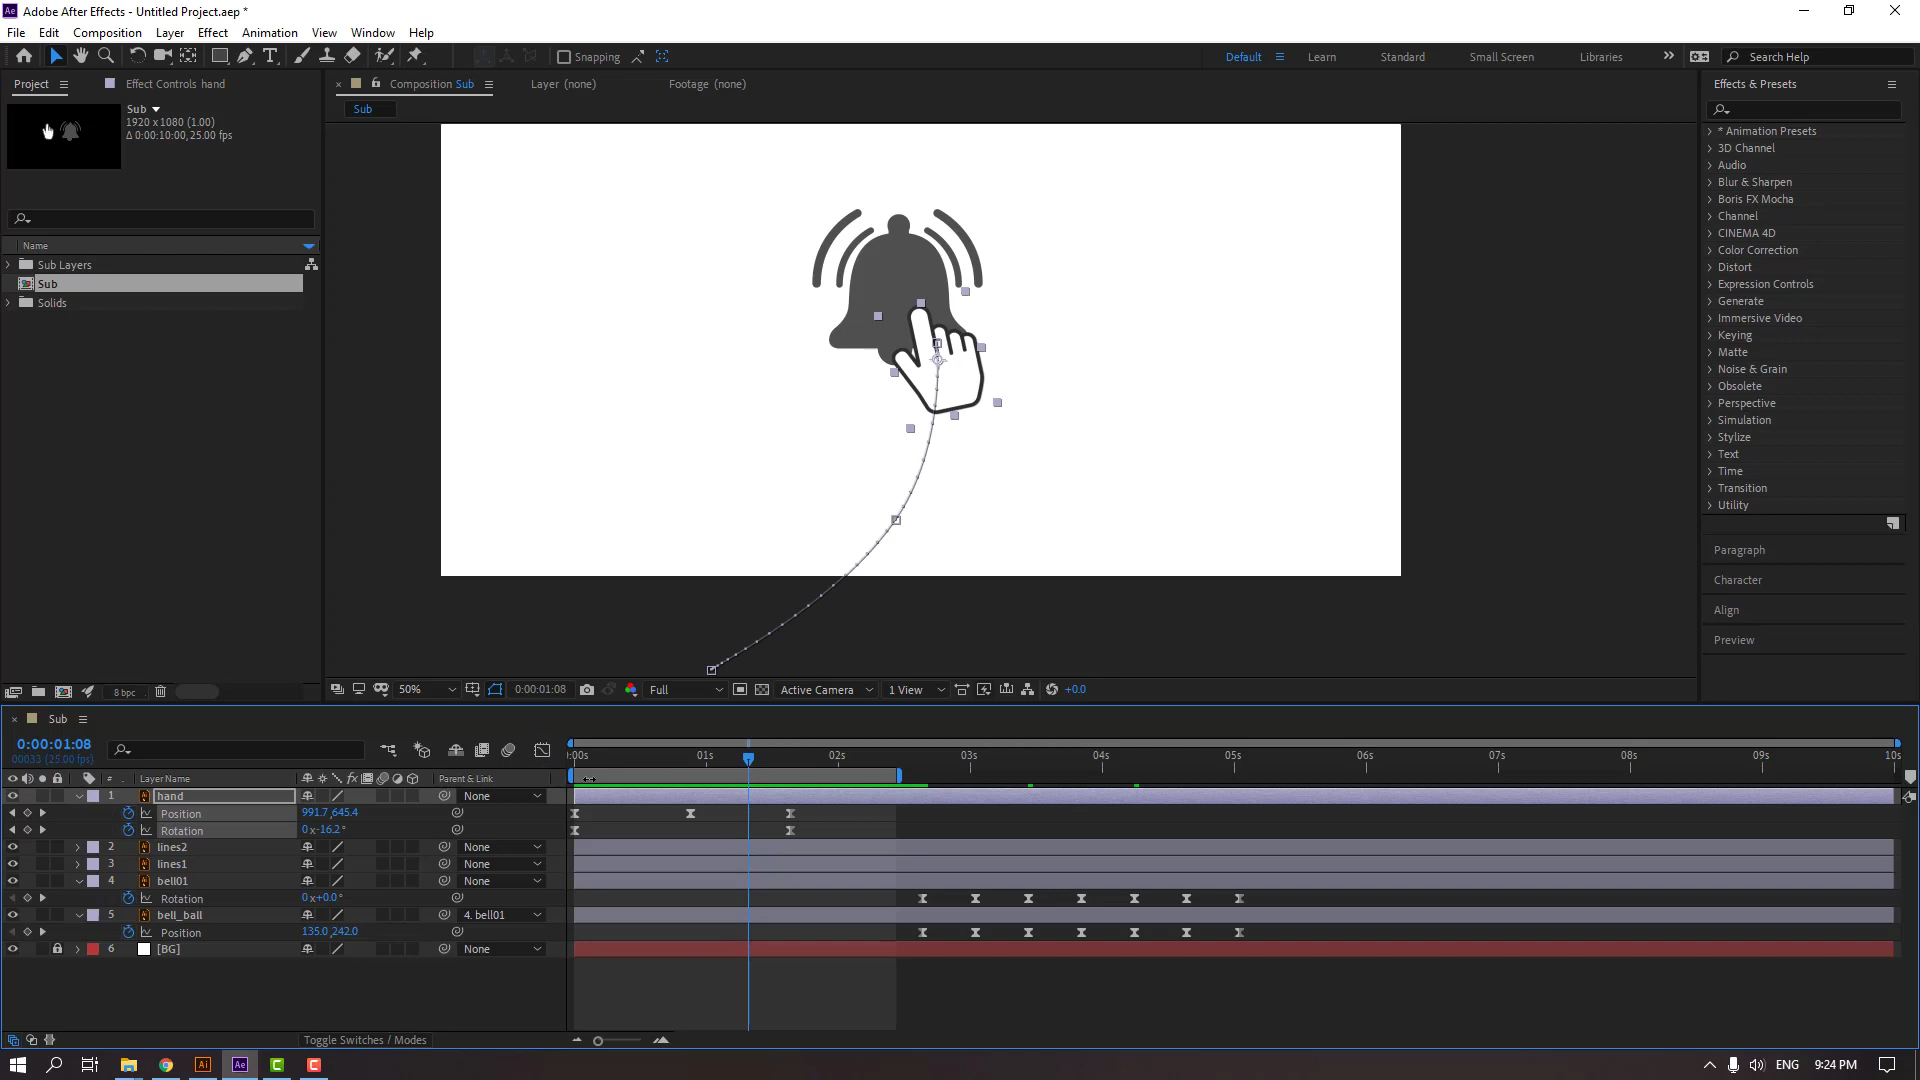 Adobe After Effects - Untitled Project.aep *
File Edit Composition Layer Effect Animation View Window Help
Snapping
Default Learn Standard Small Screen Libraries Search Help
Project Effect Controls hand
Composition Sub Layer (none) Footage (none)
Effects & Presets
Sub
1920 x 1080 (1.00)
Δ 0:00:10:00, 25.00 fps
Sub
Name
Sub Layers
Sub
Solids
* Animation Presets
3D Channel
Audio
Blur & Sharpen
Boris FX Mocha
Channel
CINEMA 4D
Color Correction
Distort
Expression Controls
Generate
Immersive Video
Keying
Matte
Noise & Grain
Obsolete
Perspective
Simulation
Stylize
Text
Time
Transition
Utility
Paragraph
Character
Align
Preview
8 bpc
50% 0:00:01:08 Full Active Camera 1 View +0.0
Sub
0:00:01:08
00033 (25.00 fps)
:00s 01s 02s 03s 04s 05s 06s 07s 08s 09s 10s
# Layer Name Parent & Link
1 hand None
Position 991.7,645.4
Rotation 0x-16.2°
2 lines2 None
3 lines1 None
4 bell01 None
Rotation 0x+0.0°
5 bell_ball 4. bell01
Position 135.0,242.0
6 [BG] None
Toggle Switches / Modes
ENG 9:24 PM